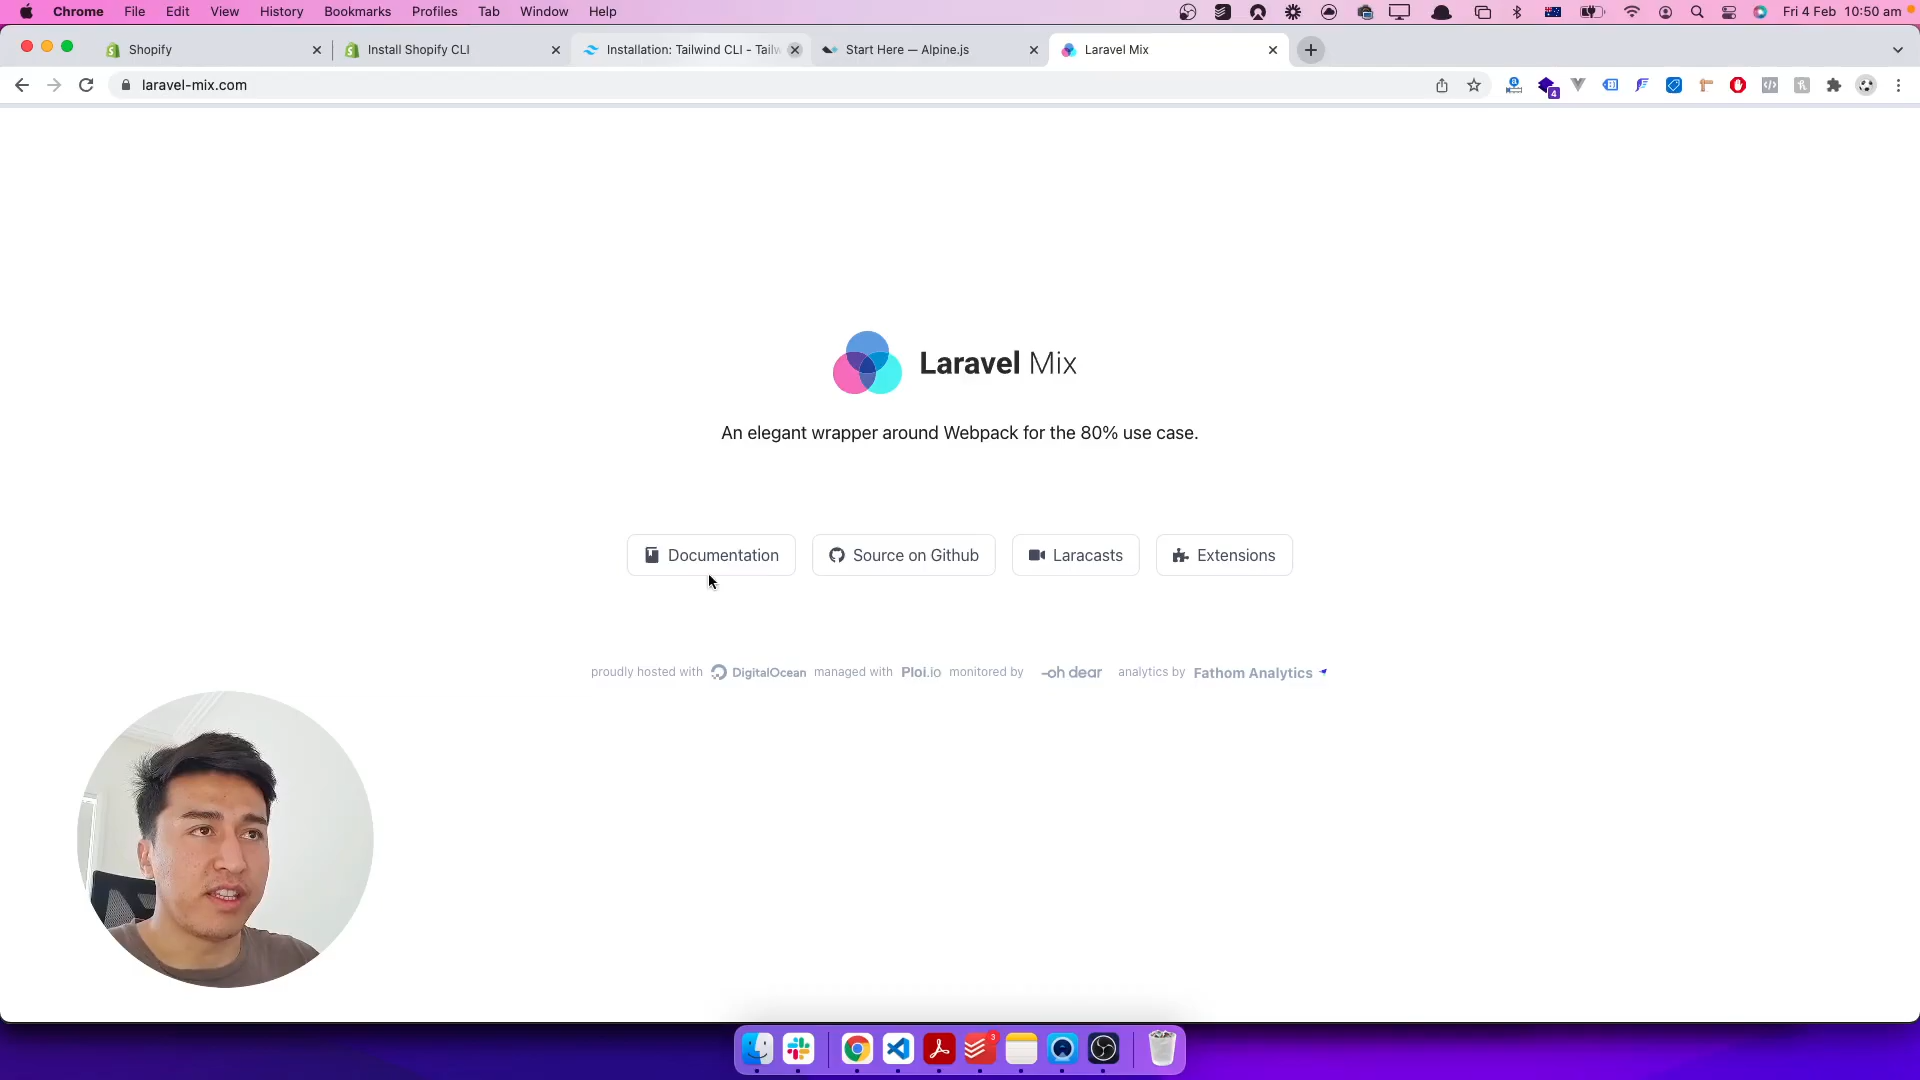 Chrome File Edit View History Bookmarks Profiles Tab Window Help Fri 4 Feb 10:50 am
Shopify Install Shopify CLI Installation: Tailwind CLI - Tailw Start Here — Alpine.js Laravel Mix
laravel-mix.com 4
Laravel Mix
An elegant wrapper around Webpack for the 80% use case.
Documentation Source on Github Laracasts Extensions
proudly hosted with DigitalOcean managed with Ploi.io monitored by -oh dear analytics by Fathom Analytics
3